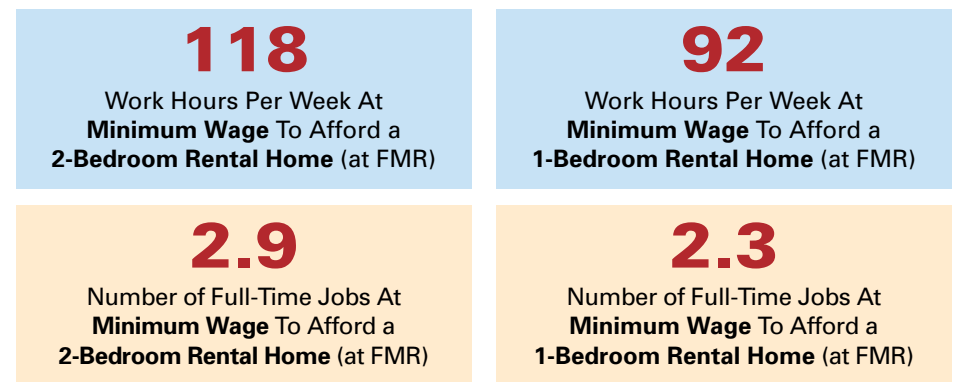 118
Work Hours Per Week At
Minimum Wage To Afford a
2-Bedroom Rental Home (at FMR)
92
Work Hours Per Week At
Minimum Wage To Afford a
1-Bedroom Rental Home (at FMR)
2.9
Number of Full-Time Jobs At
Minimum Wage To Afford a
2-Bedroom Rental Home (at FMR)
2.3
Number of Full-Time Jobs At
Minimum Wage To Afford a
1-Bedroom Rental Home (at FMR)